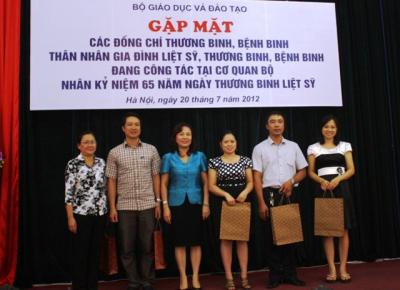 BỘ GIÁO DỤC VÀ ĐÀO TẠO
GẶP MẶT
CÁC ĐỒNG CHÍ THƯƠNG BINH, BỆNH BINH
THÂN NHÂN GIA ĐÌNH LIỆT SỸ, THƯƠNG BINH, BỆNH BINH
ĐANG CÔNG TÁC TẠI CƠ QUAN BỘ
NHÂN KỶ NIỆM 65 NĂM NGÀY THƯƠNG BINH LIỆT SỸ
Hà Nội, ngày 20 tháng 7 năm 2012